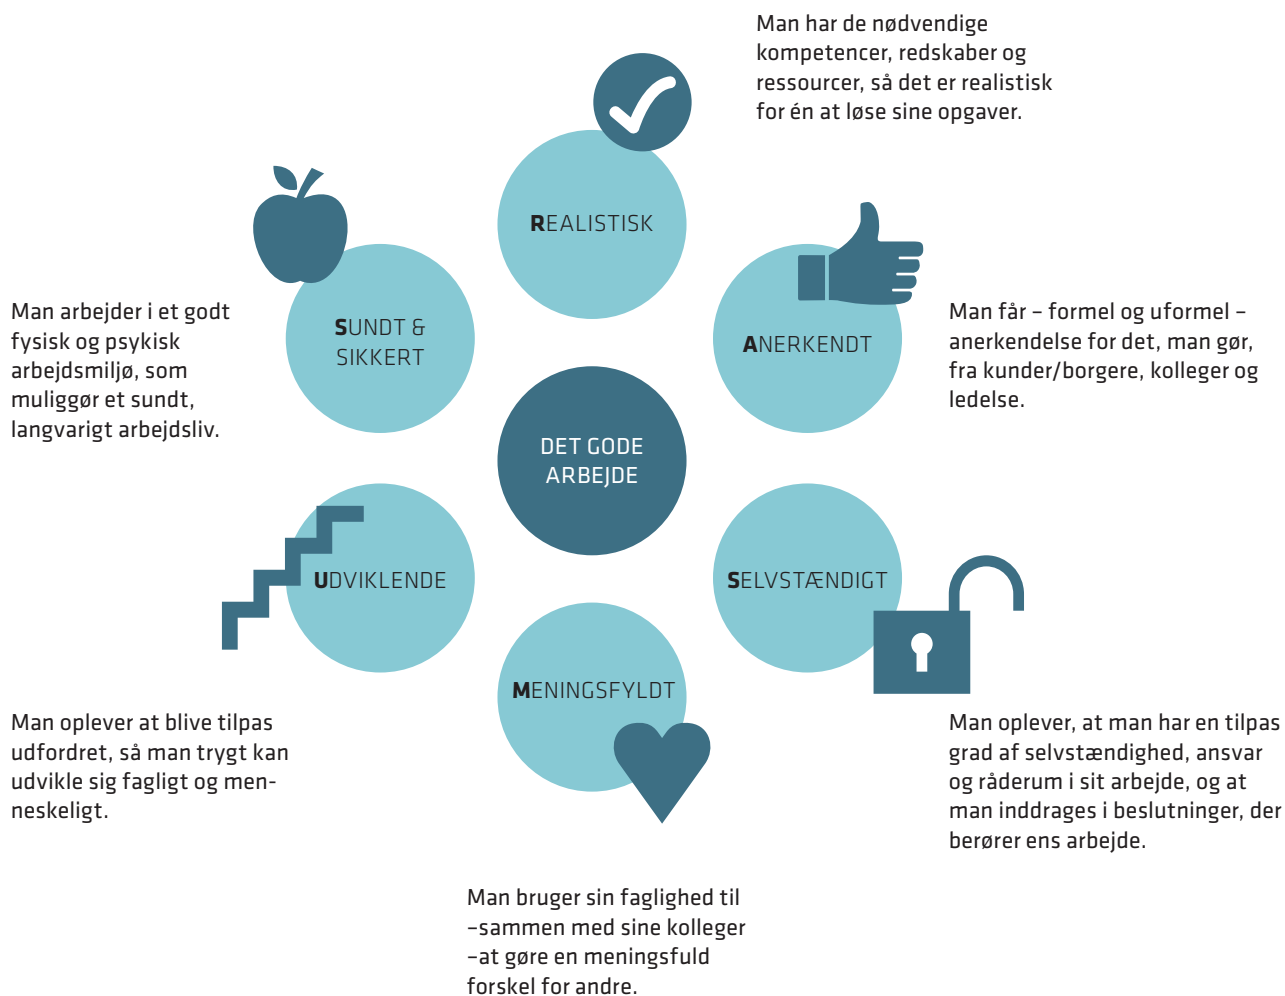 Man har de nødvendige
kompetencer, redskaber og
ressourcer, så det er realistisk
for én at løse sine opgaver.
REALISTISK
SUNDT &
SIKKERT
Man arbejder i et godt
fysisk og psykisk
arbejdsmiljø, som
muliggør et sundt,
langvarigt arbejdsliv.
ANERKENDT
Man får – formel og uformel –
anerkendelse for det, man gør,
fra kunder/borgere, kolleger og
ledelse.
DET GODE
ARBEJDE
UDVIKLENDE
Man oplever at blive tilpas
udfordret, så man trygt kan
udvikle sig fagligt og men-
neskeligt.
SELVSTÆNDIGT
Man oplever, at man har en tilpas
grad af selvstændighed, ansvar
og råderum i sit arbejde, og at
man inddrages i beslutninger, der
berører ens arbejde.
MENINGSFYLDT
Man bruger sin faglighed til
–sammen med sine kolleger
–at gøre en meningsfuld
forskel for andre.